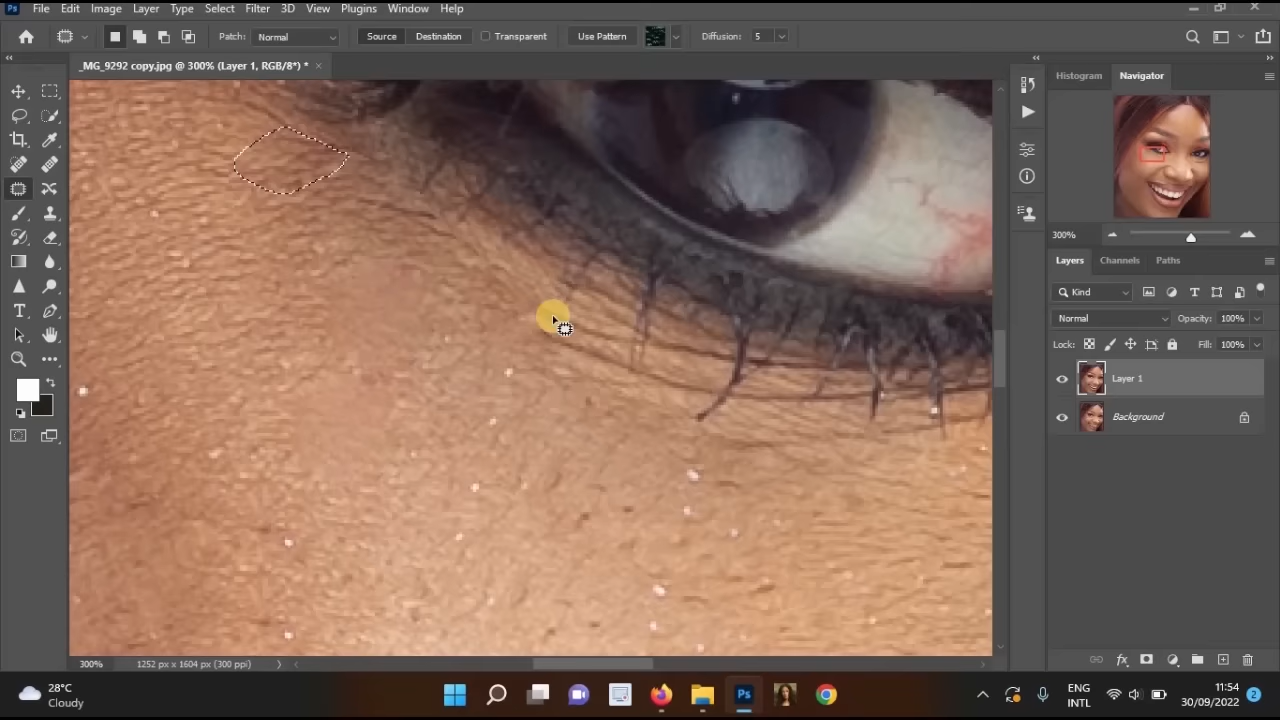 Ps File Edit Image Layer Type Select Filter 3D View Plugins Window Help
Patch: Normal Source Destination Transparent Use Pattern Diffusion: 5
_MG_9292 copy.jpg @ 300% (Layer 1, RGB/8*) * ×
Histogram Navigator
300%
Layers Channels Paths
Kind
Normal Opacity: 100%
Lock: Fill: 100%
Layer 1
Background
fx
300% 1252 px x 1604 px (300 ppi)
28°C
Cloudy
Ps
ENG
INTL
11:54
30/09/2022
2